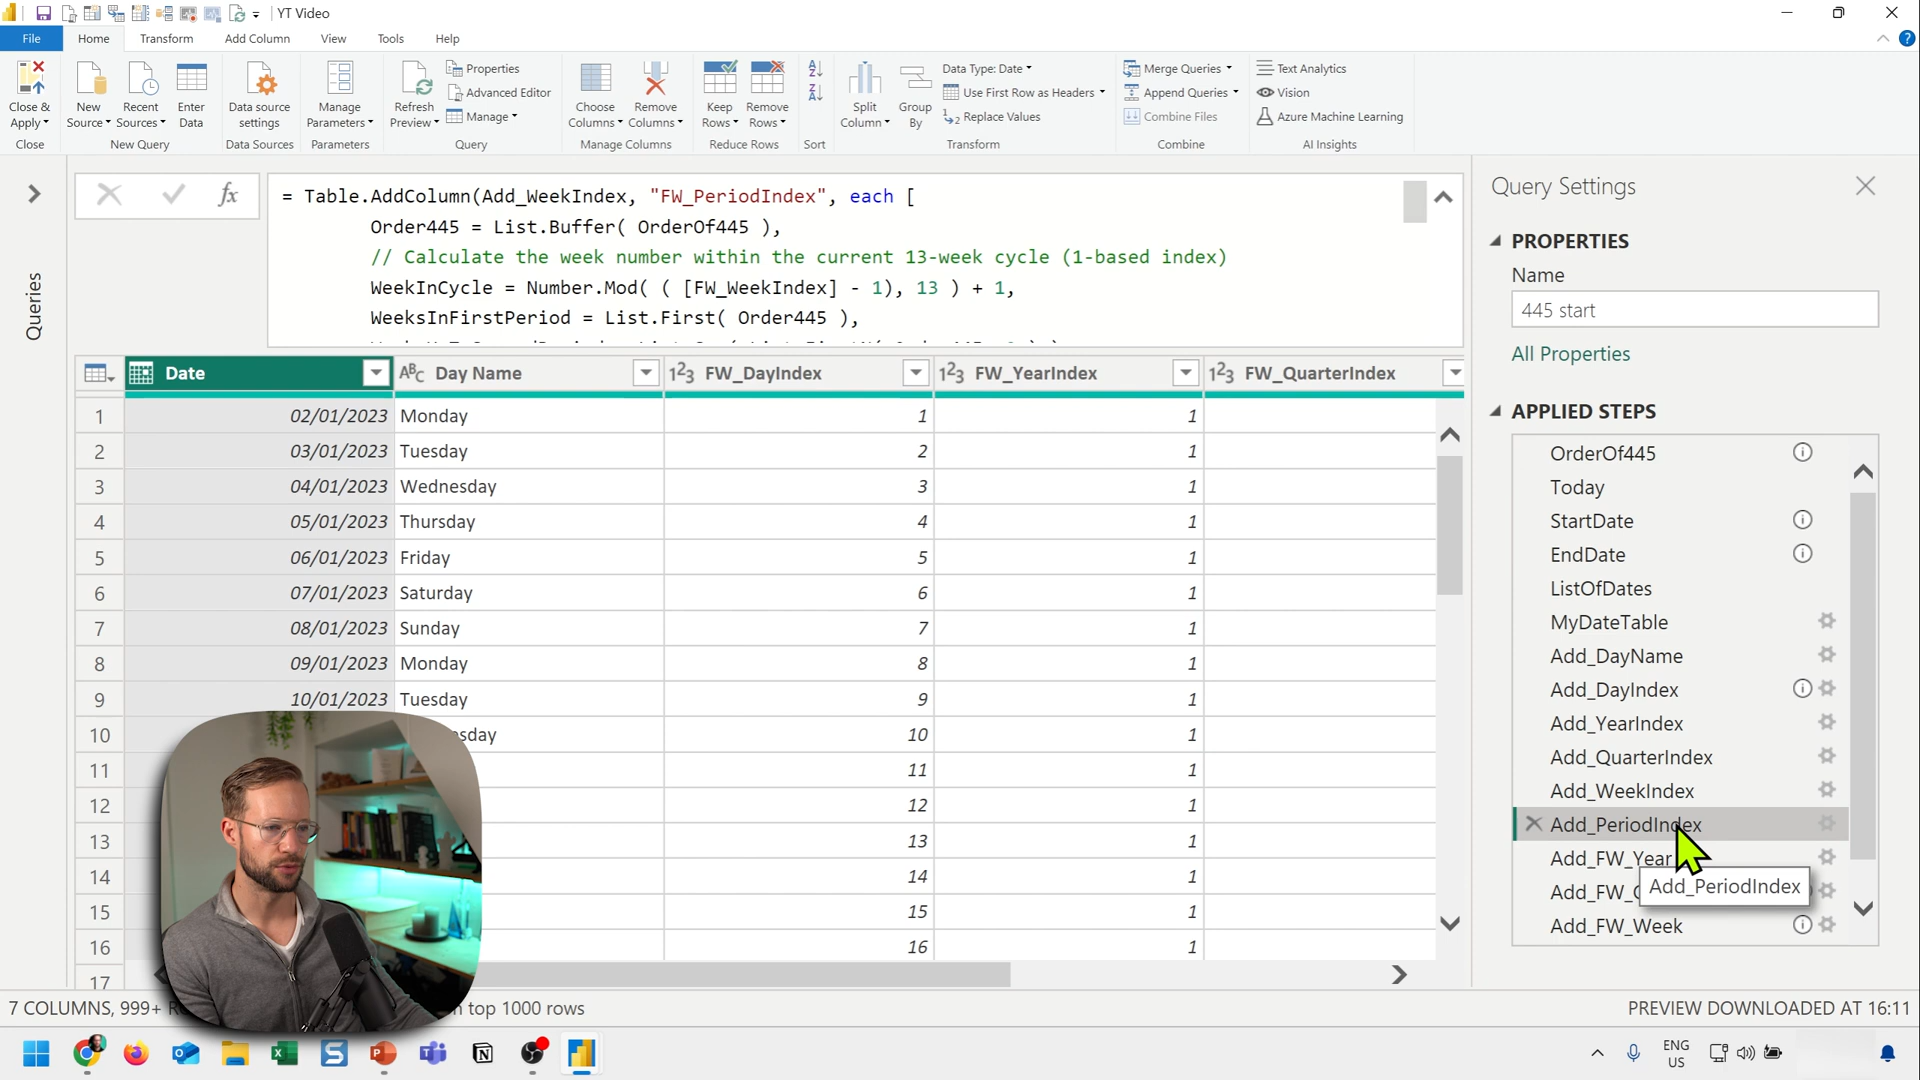 YT Video
File Home Transform Add Column View Tools Help
Close & Apply
New Source
Recent Sources
Enter Data
Data source settings
Manage Parameters
Refresh Preview
Properties
Advanced Editor
Manage
Choose Columns
Remove Columns
Keep Rows
Remove Rows
Split Column
Group By
Data Type: Date
Use First Row as Headers
Replace Values
Merge Queries
Append Queries
Combine Files
Text Analytics
Vision
Azure Machine Learning
Close New Query Data Sources Parameters Query Manage Columns Reduce Rows Sort Transform Combine AI Insights
Queries
fx
= Table.AddColumn(Add_WeekIndex, "FW_PeriodIndex", each [
Order445 = List.Buffer( OrderOf445 ),
// Calculate the week number within the current 13-week cycle (1-based index)
WeekInCycle = Number.Mod( ( [FW_WeekIndex] - 1), 13 ) + 1,
WeeksInFirstPeriod = List.First( Order445 ),
Date ABC Day Name 123 FW_DayIndex 123 FW_YearIndex 123 FW_QuarterIndex
1 02/01/2023 Monday 1 1
2 03/01/2023 Tuesday 2 1
3 04/01/2023 Wednesday 3 1
4 05/01/2023 Thursday 4 1
5 06/01/2023 Friday 5 1
6 07/01/2023 Saturday 6 1
7 08/01/2023 Sunday 7 1
8 09/01/2023 Monday 8 1
9 10/01/2023 Tuesday 9 1
10 sday 10 1
11 11 1
12 12 1
13 13 1
14 14 1
15 15 1
16 16 1
17
Query Settings
PROPERTIES
Name
445 start
All Properties
APPLIED STEPS
OrderOf445
Today
StartDate
EndDate
ListOfDates
MyDateTable
Add_DayName
Add_DayIndex
Add_YearIndex
Add_QuarterIndex
Add_WeekIndex
Add_PeriodIndex
Add_FW_Year
Add_PeriodIndex
Add_FW_
Add_FW_Week
7 COLUMNS, 999+ top 1000 rows
PREVIEW DOWNLOADED AT 16:11
ENG
US